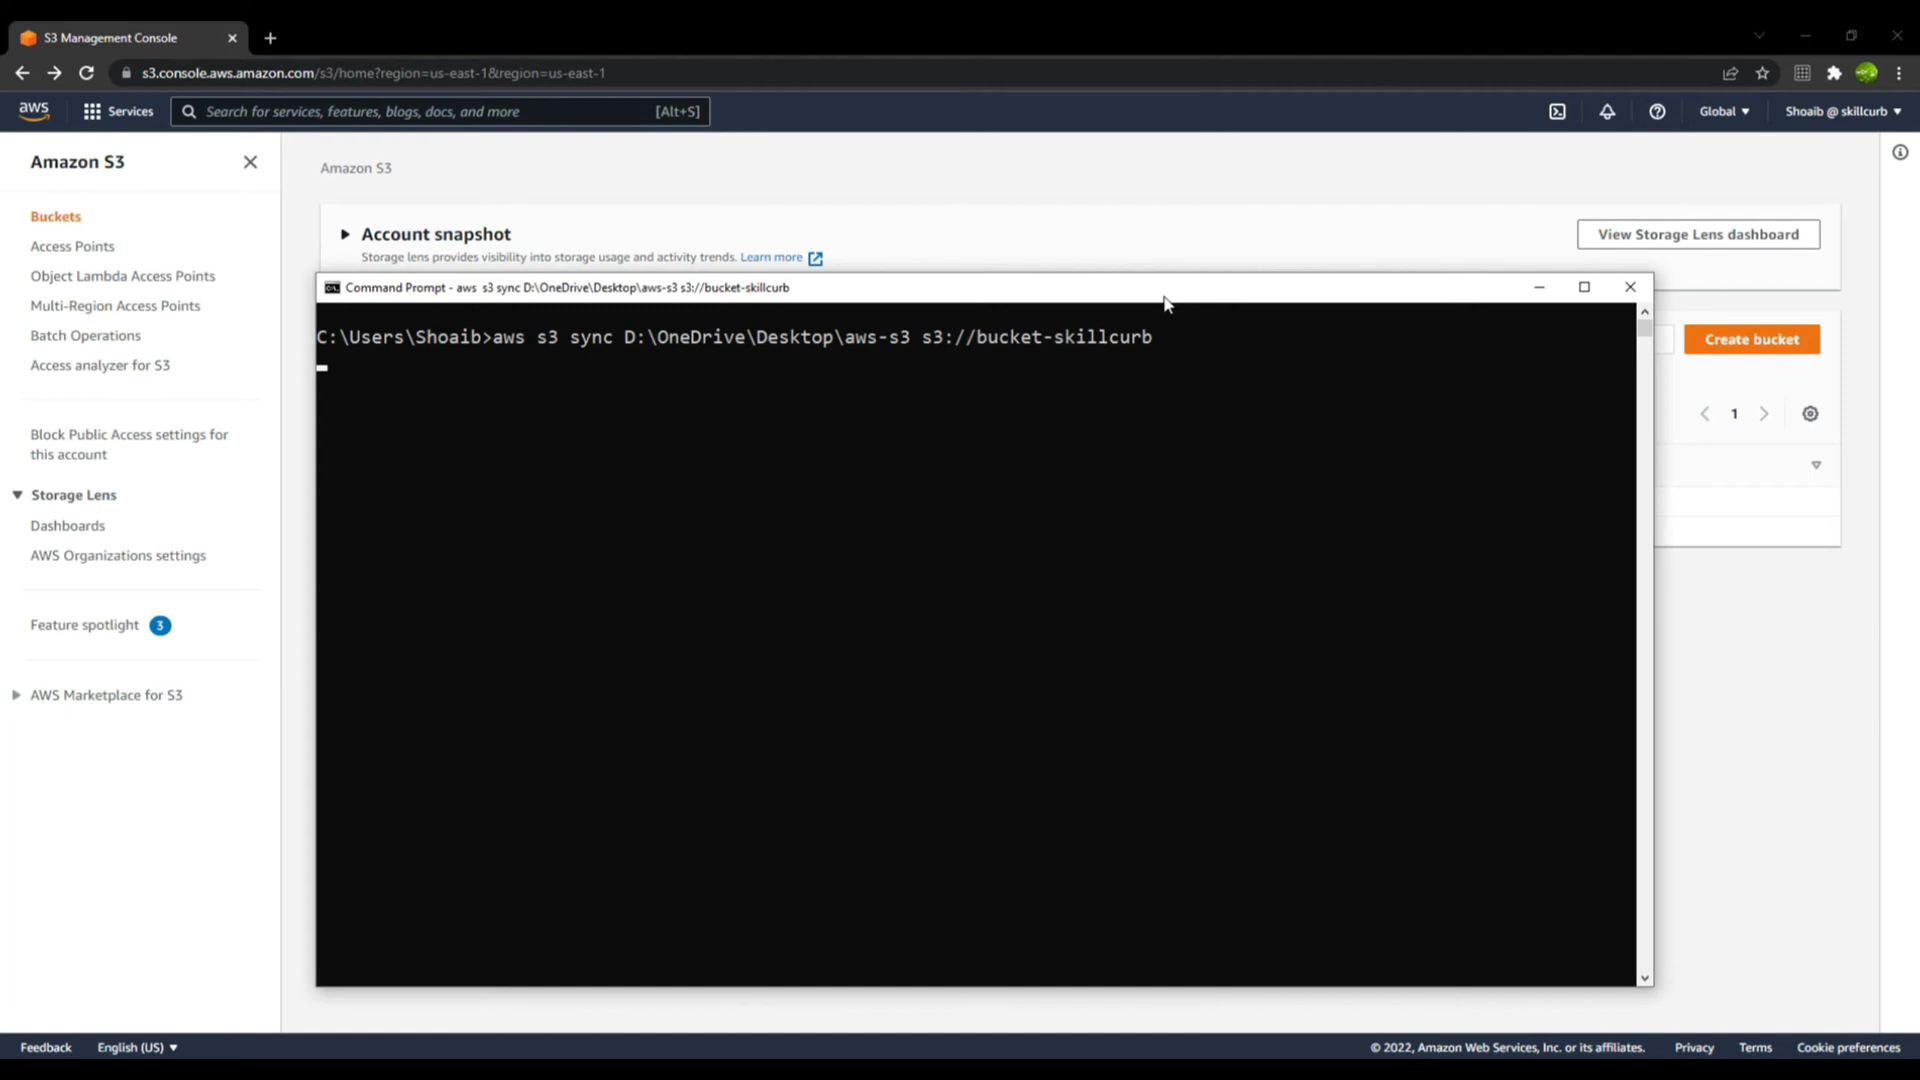 S3 Management Console
s3.console.aws.amazon.com/s3/home?region=us-east-1&region=us-east-1
aws
Services
Search for services, features, blogs, docs, and more
[Alt+S]
Global
Shoaib @ skillcurb
Amazon S3
Buckets
Access Points
Object Lambda Access Points
Multi-Region Access Points
Batch Operations
Access analyzer for S3
Block Public Access settings for
this account
Storage Lens
Dashboards
AWS Organizations settings
Feature spotlight 3
AWS Marketplace for S3
Amazon S3
Account snapshot
Storage lens provides visibility into storage usage and activity trends. Learn more
View Storage Lens dashboard
Create bucket
1
Command Prompt - aws  s3 sync D:\OneDrive\Desktop\aws-s3 s3://bucket-skillcurb
C:\Users\Shoaib>aws s3 sync D:\OneDrive\Desktop\aws-s3 s3://bucket-skillcurb
Feedback
English (US)
© 2022, Amazon Web Services, Inc. or its affiliates.
Privacy
Terms
Cookie preferences